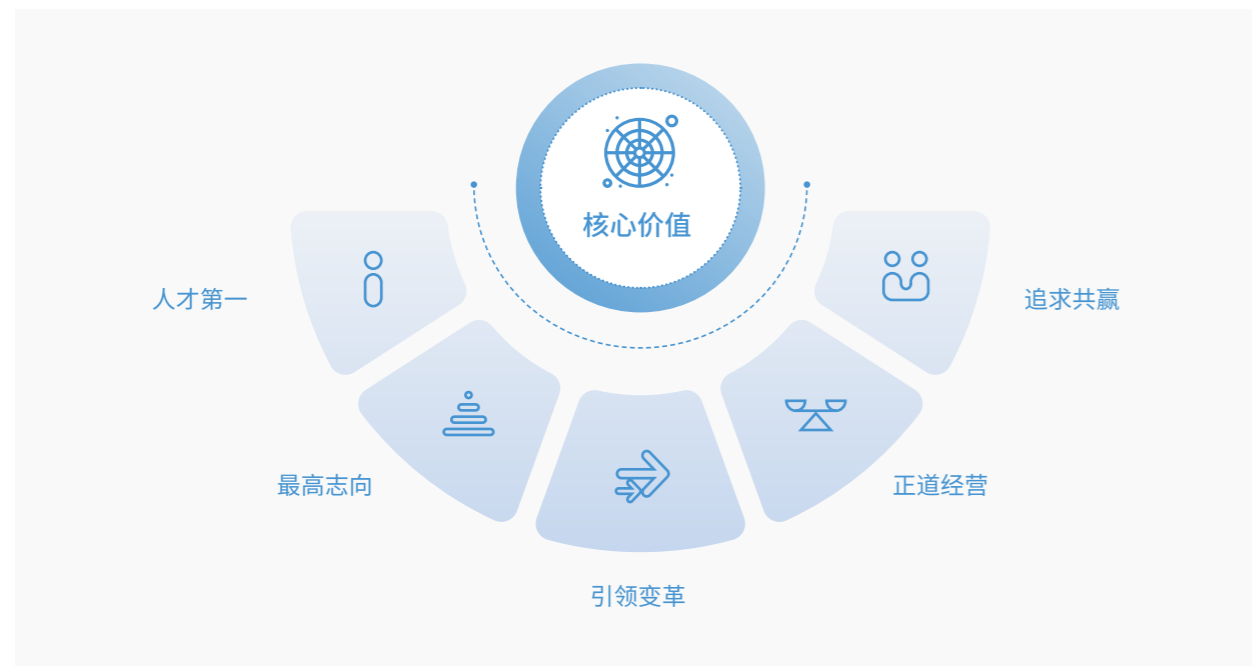 核心价值
人才第一
最高志向
引领变革
正道经营
追求共赢